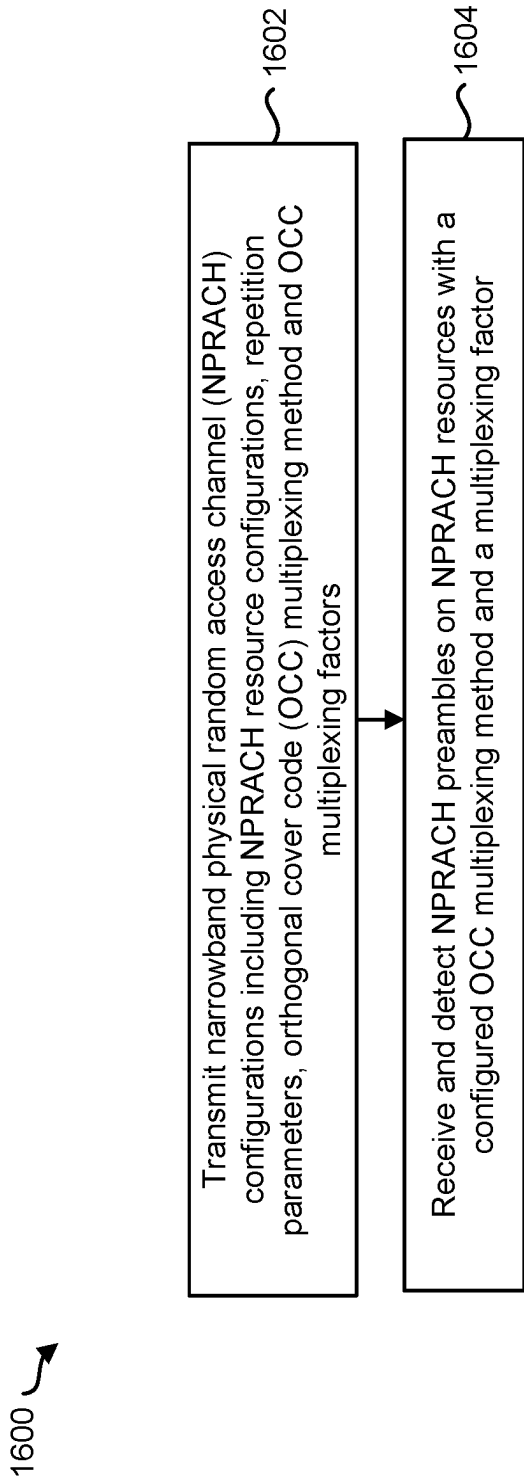 1600
Transmit narrowband physical random access channel (NPRACH)
configurations including NPRACH resource configurations, repetition
parameters, orthogonal cover code (OCC) multiplexing method and OCC
multiplexing factors
1602
Receive and detect NPRACH preambles on NPRACH resources with a
configured OCC multiplexing method and a multiplexing factor
1604